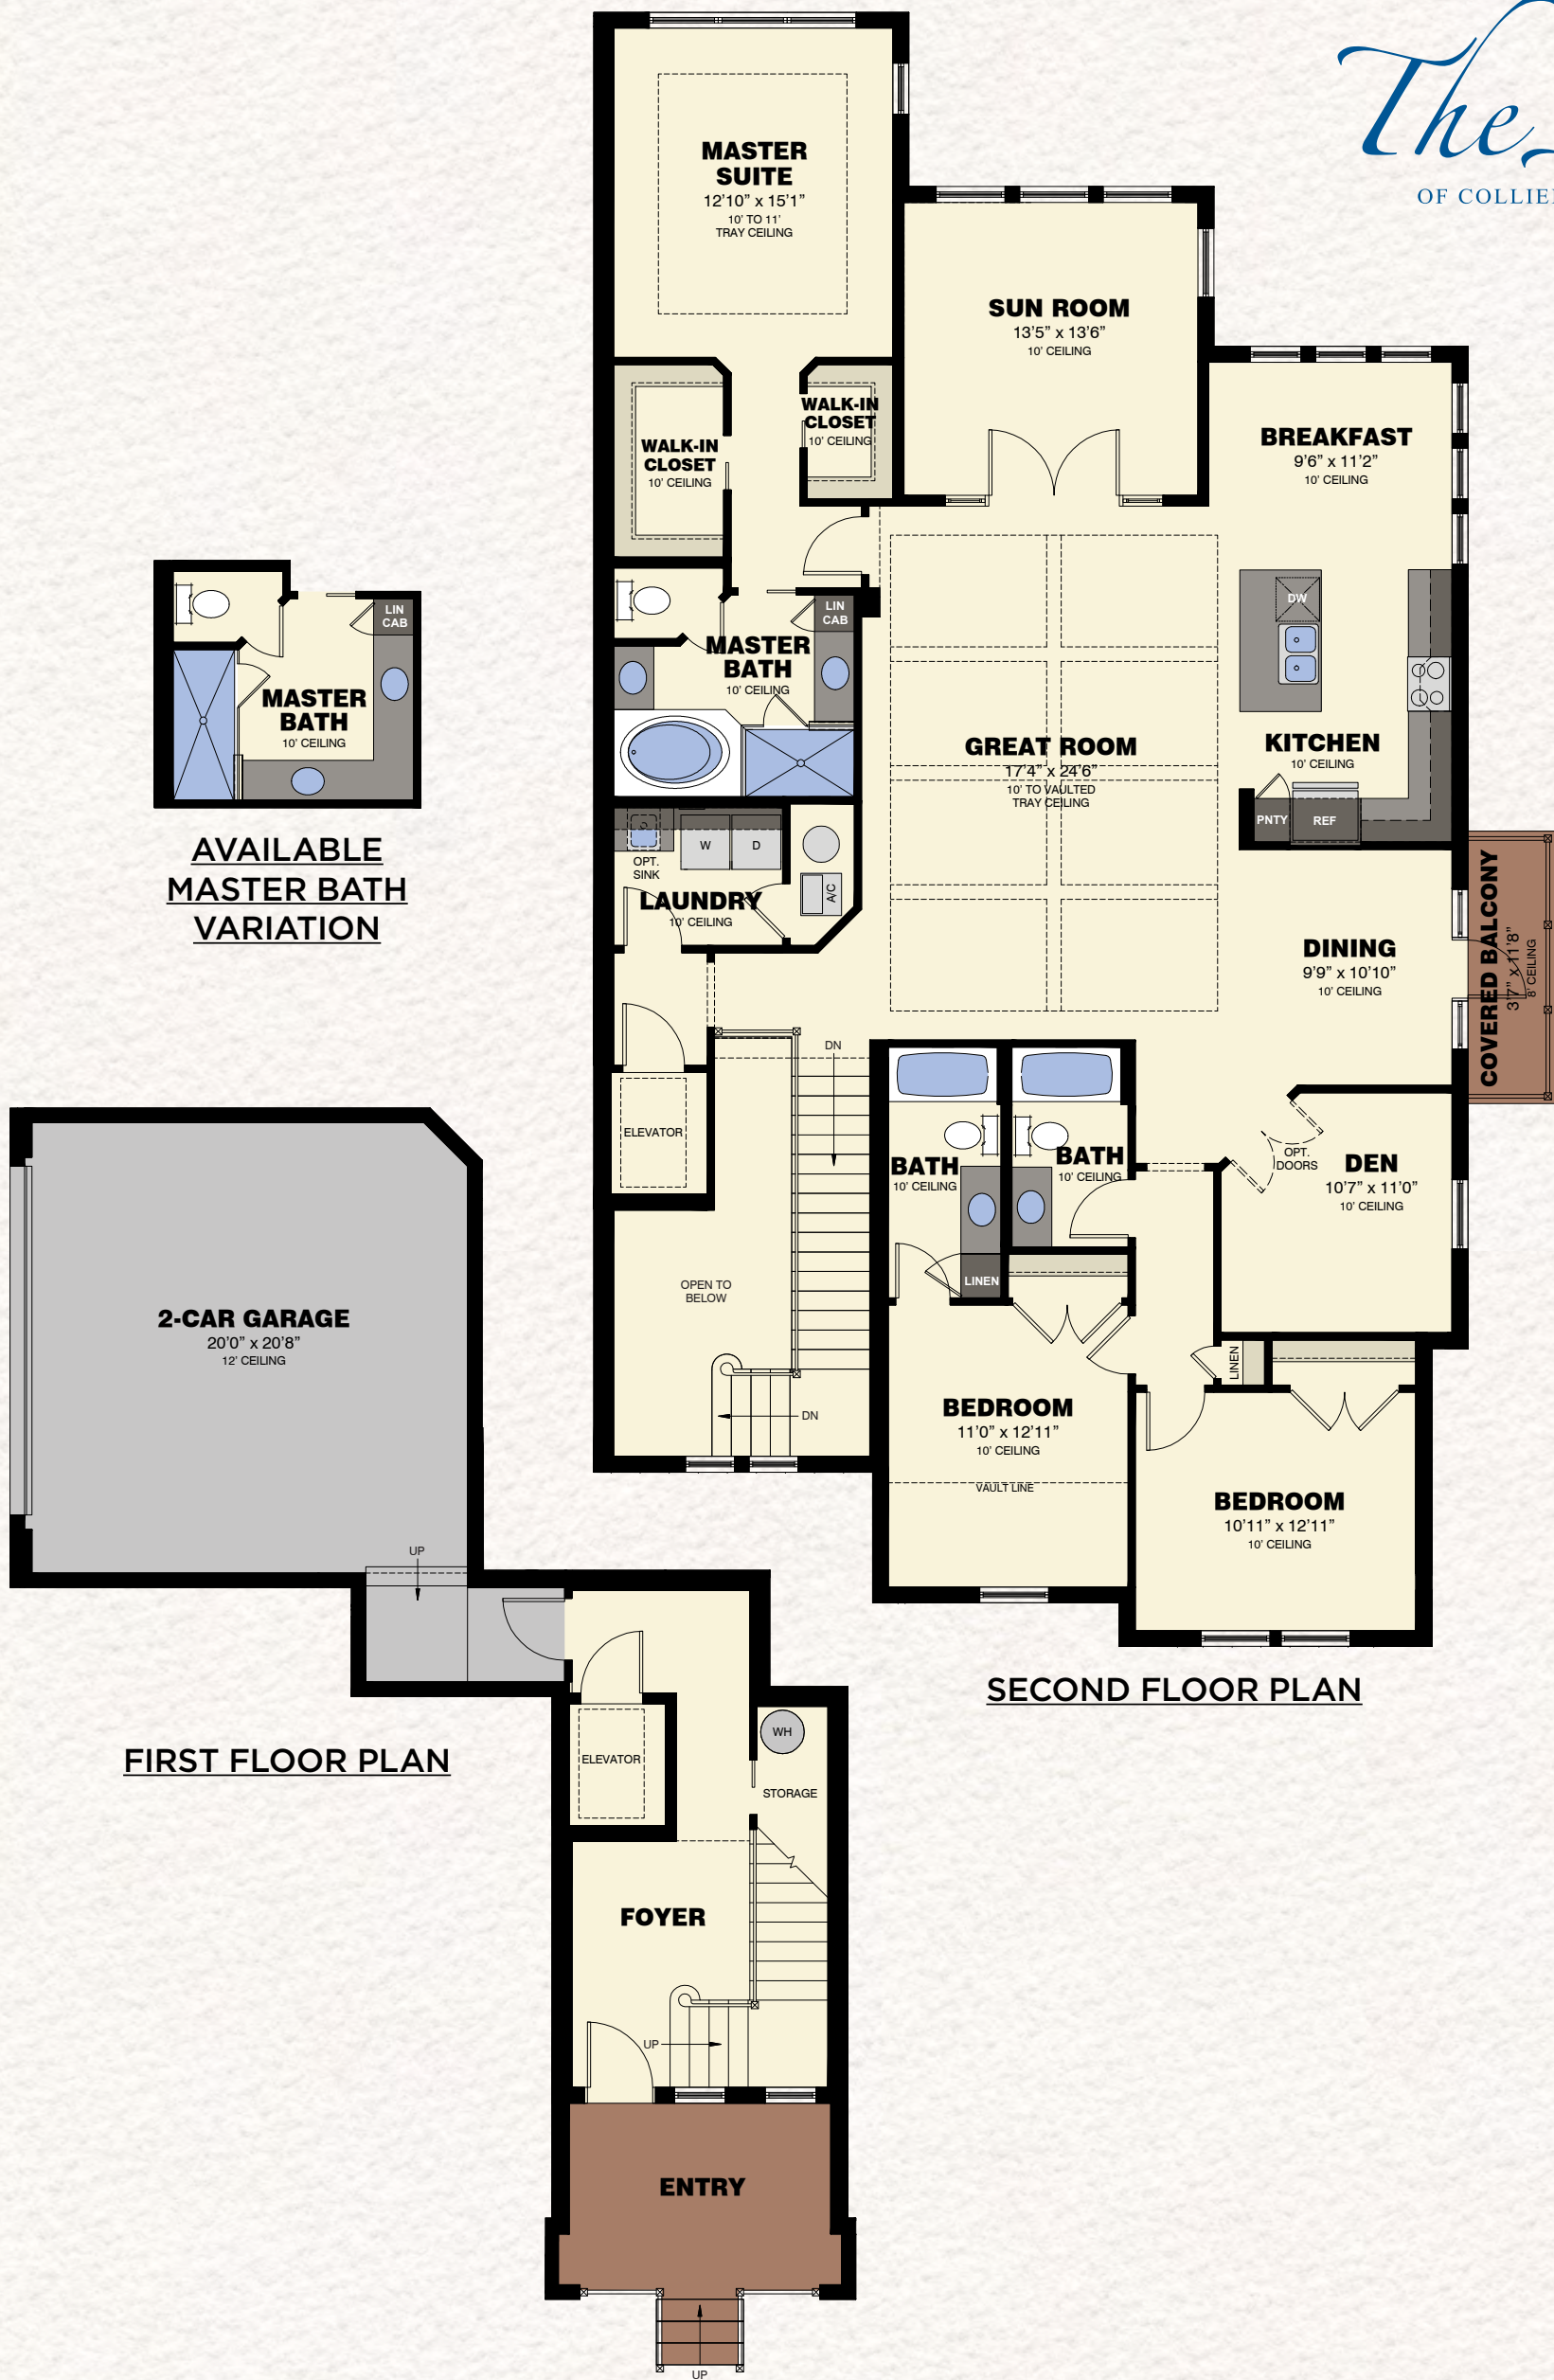 The
OF COLLIE
MASTER
SUITE
12'10" x 15'1"
10' TO 11'
TRAY CEILING
SUN ROOM
13'5" x 13'6"
10' CEILING
WALK-IN
CLOSET
10' CEILING
WALK-IN
CLOSET
10' CEILING
BREAKFAST
9'6" x 11'2"
10' CEILING
LIN
CAB
MASTER
BATH
10' CEILING
AVAILABLE
MASTER BATH
VARIATION
LIN
CAB
MASTER
BATH
10' CEILING
DW
GREAT ROOM
17'4" x 24'6"
10' TO VAULTED
TRAY CEILING
KITCHEN
10' CEILING
PNTY
REF
OPT.
SINK
W
D
A/C
LAUNDRY
10' CEILING
DINING
9'9" x 10'10"
10' CEILING
COVERED BALCONY
3'7" x 11'8"
8' CEILING
DN
ELEVATOR
OPEN TO
BELOW
DN
BATH
10' CEILING
BATH
10' CEILING
LINEN
OPT.
DOORS
DEN
10'7" x 11'0"
10' CEILING
LINEN
BEDROOM
11'0" x 12'11"
10' CEILING
VAULT LINE
BEDROOM
10'11" x 12'11"
10' CEILING
SECOND FLOOR PLAN
2-CAR GARAGE
20'0" x 20'8"
12' CEILING
UP
FIRST FLOOR PLAN
ELEVATOR
WH
STORAGE
FOYER
UP
ENTRY
UP